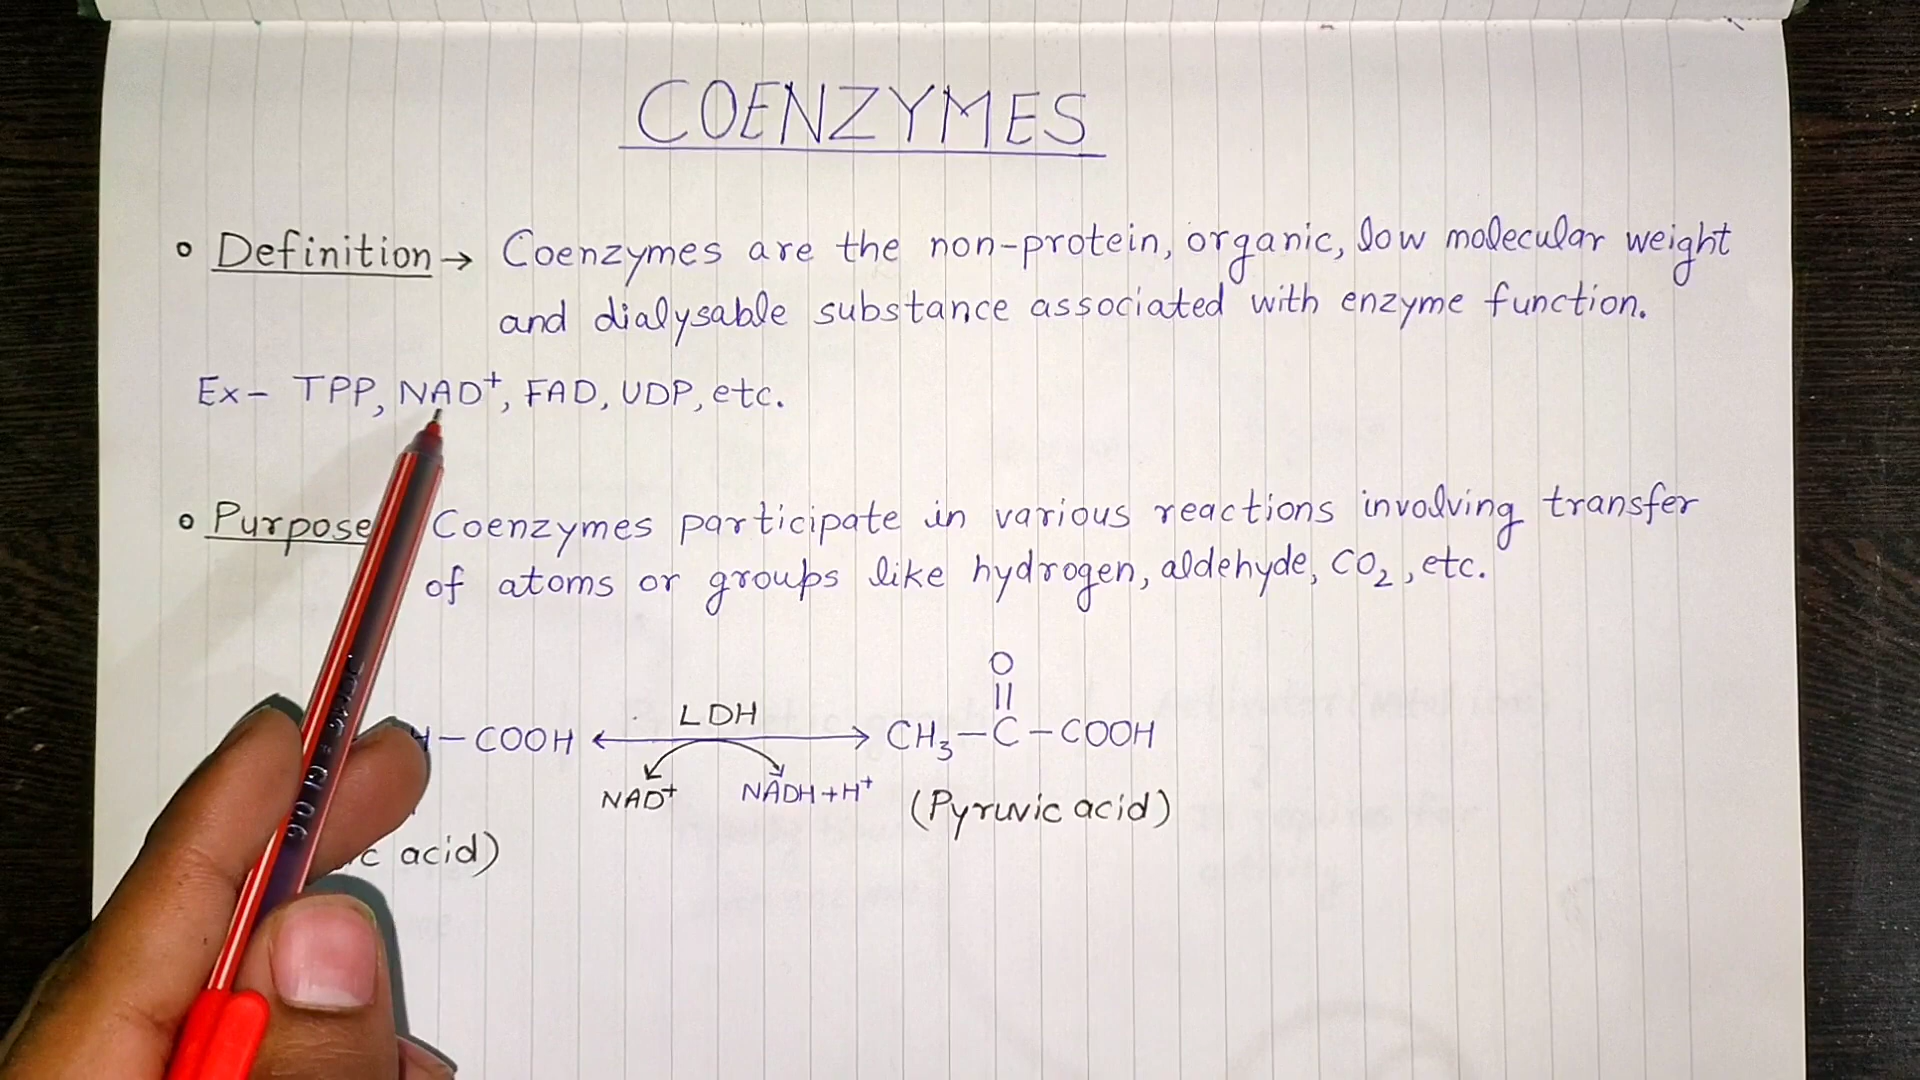 COENZYMES
° Definition → Coenzymes are the non-protein, organic, low molecular weight
and dialysable substance associated with enzyme function.
Ex- TPP, NAD⁺, FAD, UDP, etc.
° Purpose Coenzymes participate in various reactions involving transfer
of atoms or groups like hydrogen, aldehyde, CO₂, etc.
O
||
H-COOH ⟷ LDH CH₃-C-COOH
NAD⁺ NADH+H⁺ (Pyruvic acid)
c acid)